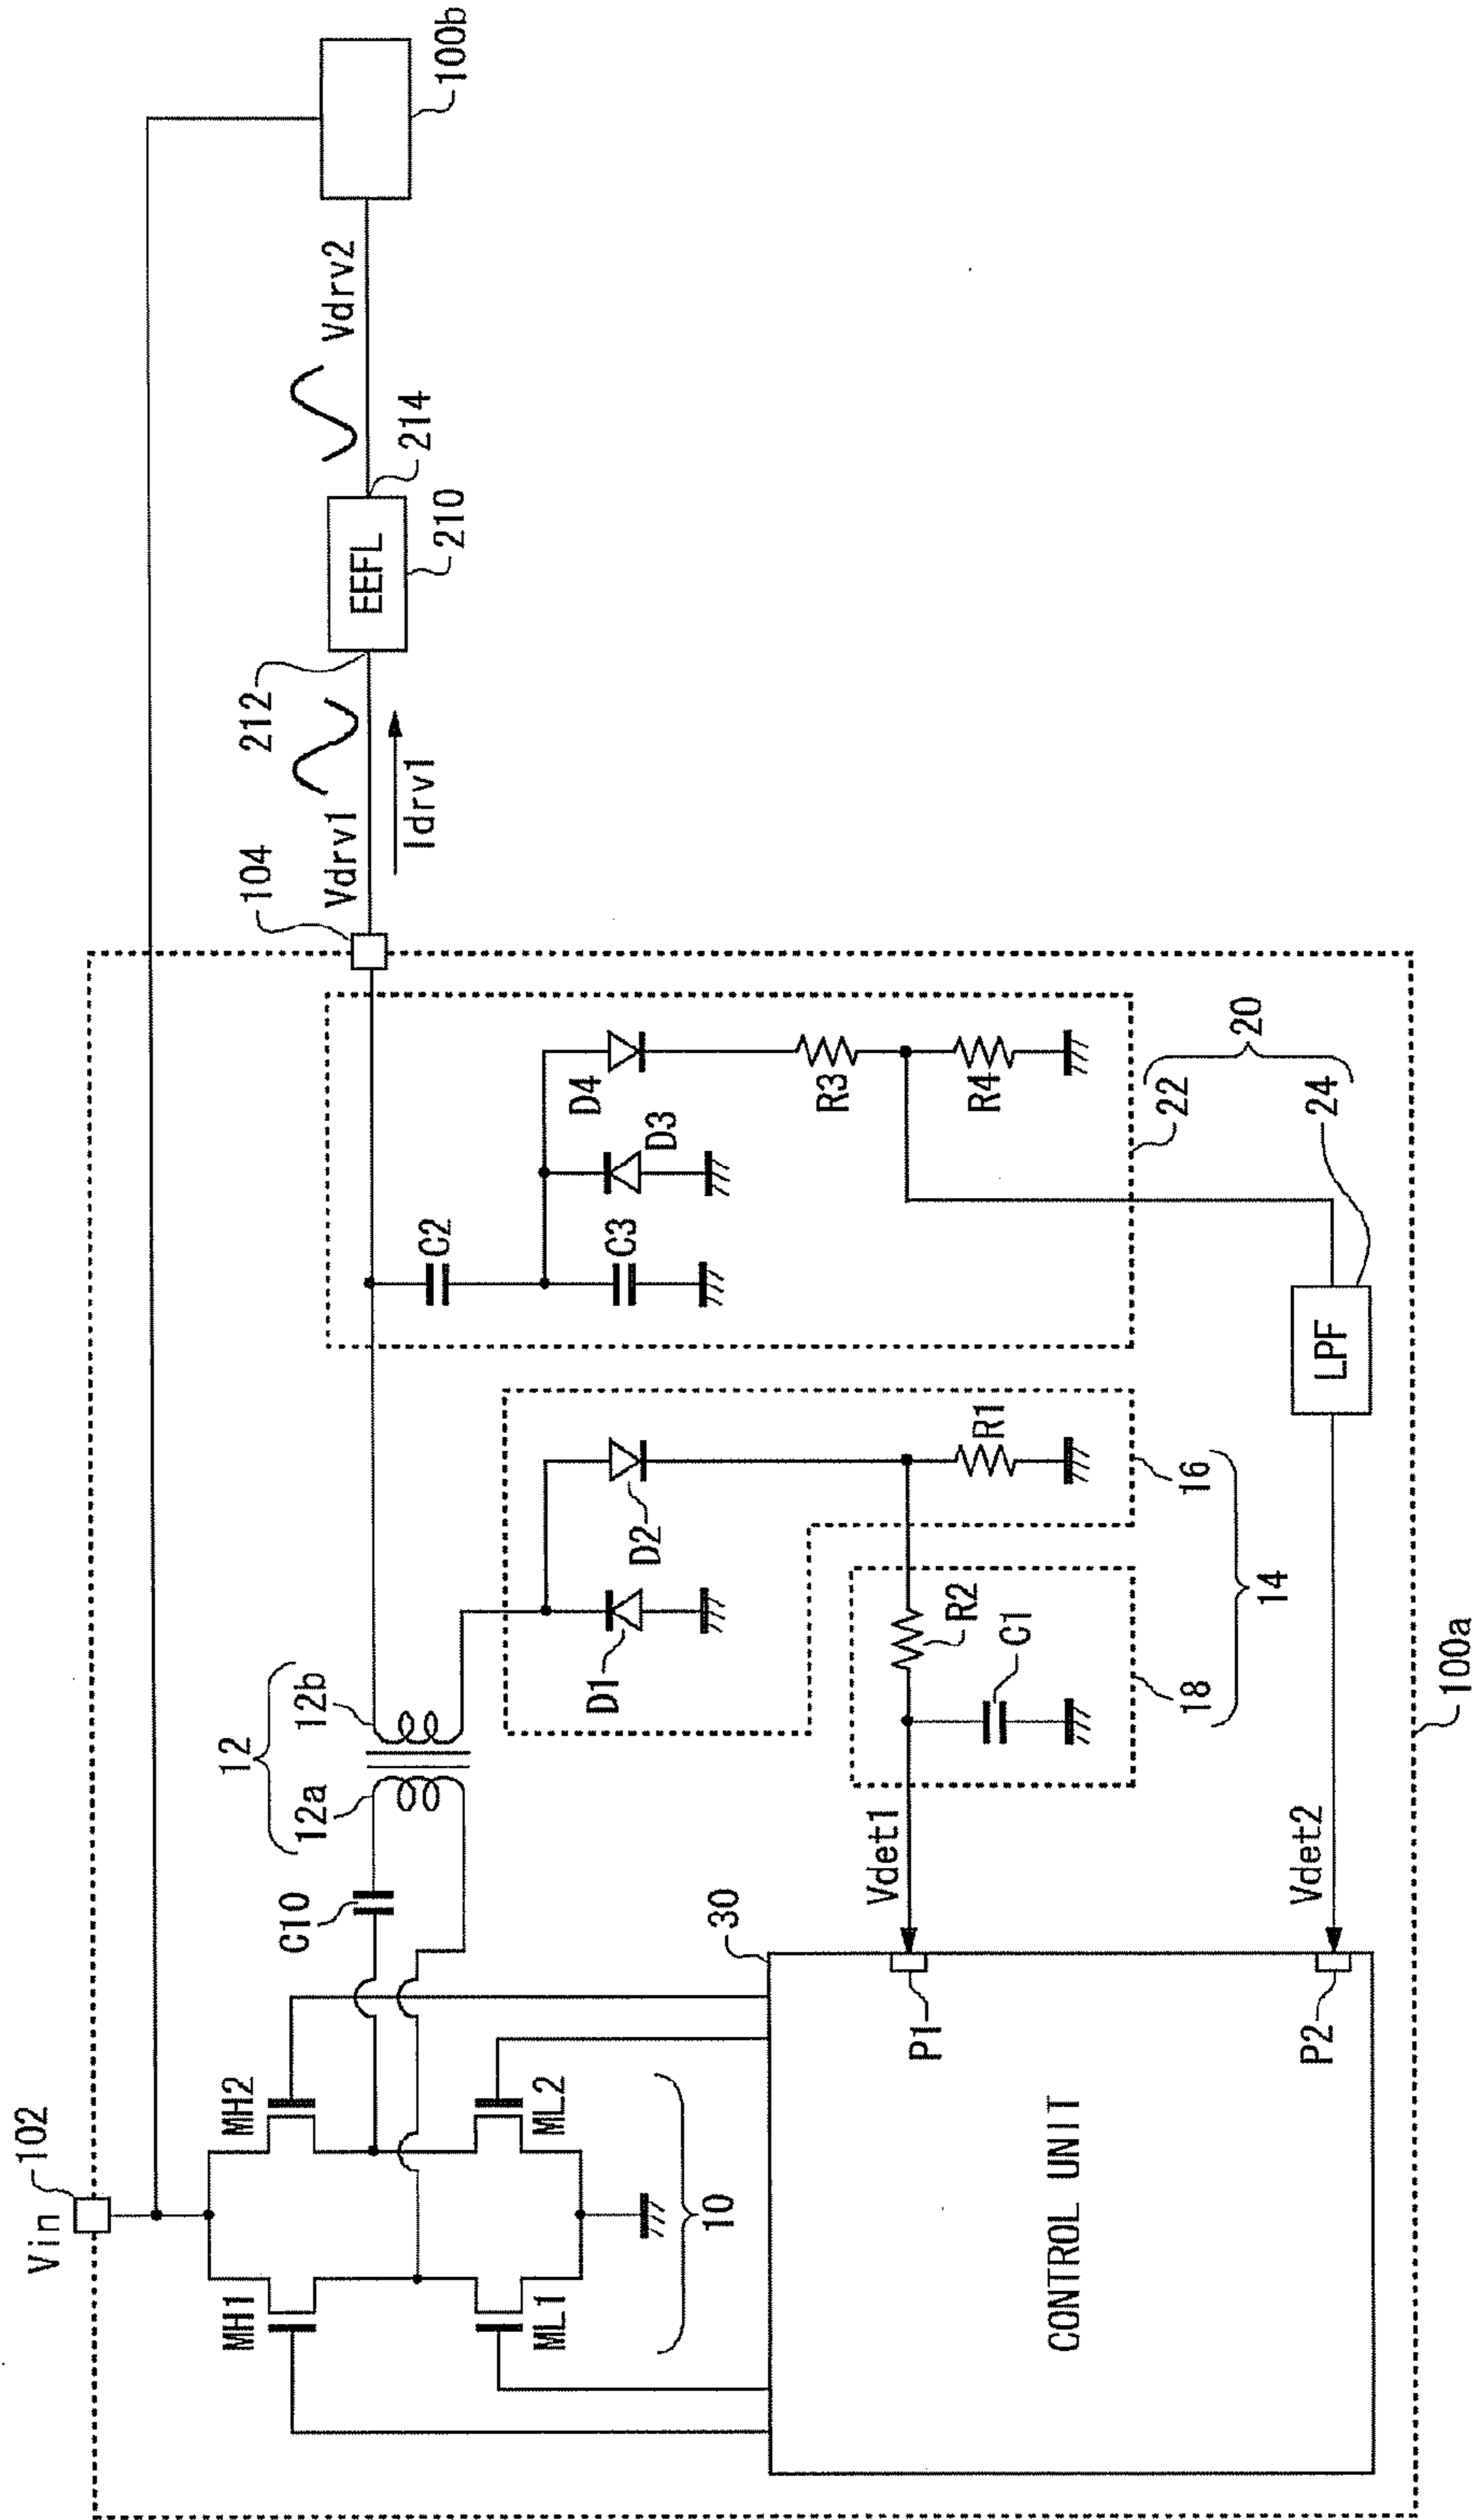 Vin
102
MH1
MH2
ML1
ML2
10
C10
12
12a
12b
30
CONTROL UNIT
P1
P2
Vdet1
Vdet2
D1
D2
R1
R2
C1
16
18
14
C2
C3
D3
D4
R3
R4
22
24
20
LPF
100a
104
Vdrv1
Idrv1
212
EEFL
210
214
Vdrv2
100b